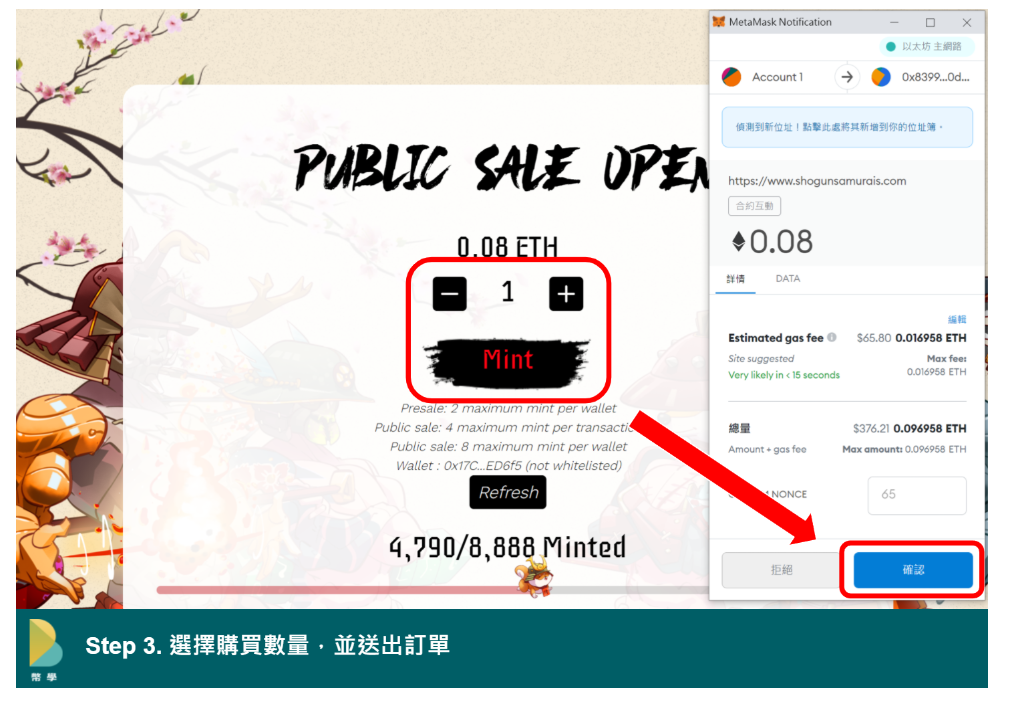 PUBLIC SALE OPEN
0.08 ETH
1
Mint
Presale: 2 maximum mint per wallet
Public sale: 4 maximum mint per transactio
Public sale: 8 maximum mint per wallet
Wallet : 0x17C...ED6f5 (not whitelisted)
Refresh
4,790/8,888 Minted
MetaMask Notification
以太坊 主網路
Account 1
0x8399...0d...
偵測到新位址！點擊此處將其新增到你的位址簿。
https://www.shogunsamurais.com
合約互動
0.08
詳情 DATA
編輯
Estimated gas fee $65.80 0.016958 ETH
Site suggested Max fee:
Very likely in < 15 seconds 0.016958 ETH
總量 $376.21 0.096958 ETH
Amount + gas fee Max amount: 0.096958 ETH
NONCE 65
拒絕 確認
Step 3. 選擇購買數量，並送出訂單
幣學